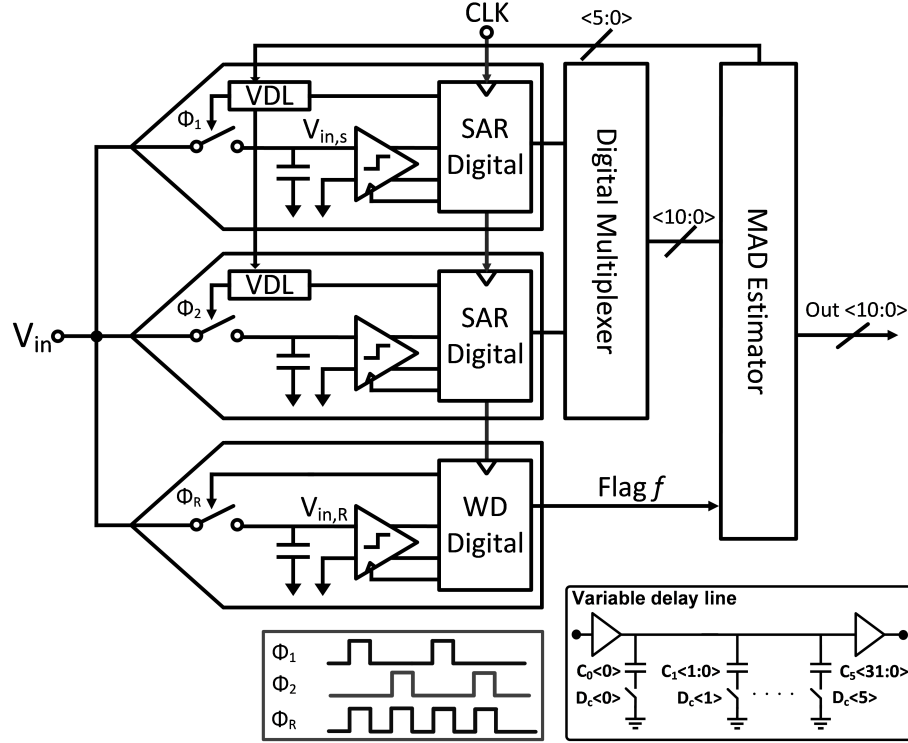 CLK
<5:0>
VDL
Φ1
Vin,s
SAR
Digital
Digital Multiplexer
<10:0>
MAD Estimator
VDL
Φ2
SAR
Digital
Vin
Out <10:0>
ΦR
Vin,R
WD
Digital
Flag f
Variable delay line
C0<0>
C1<1:0>
C5<31:0>
Dc<0>
Dc<1>
. . . .
Dc<5>
Φ1
Φ2
ΦR